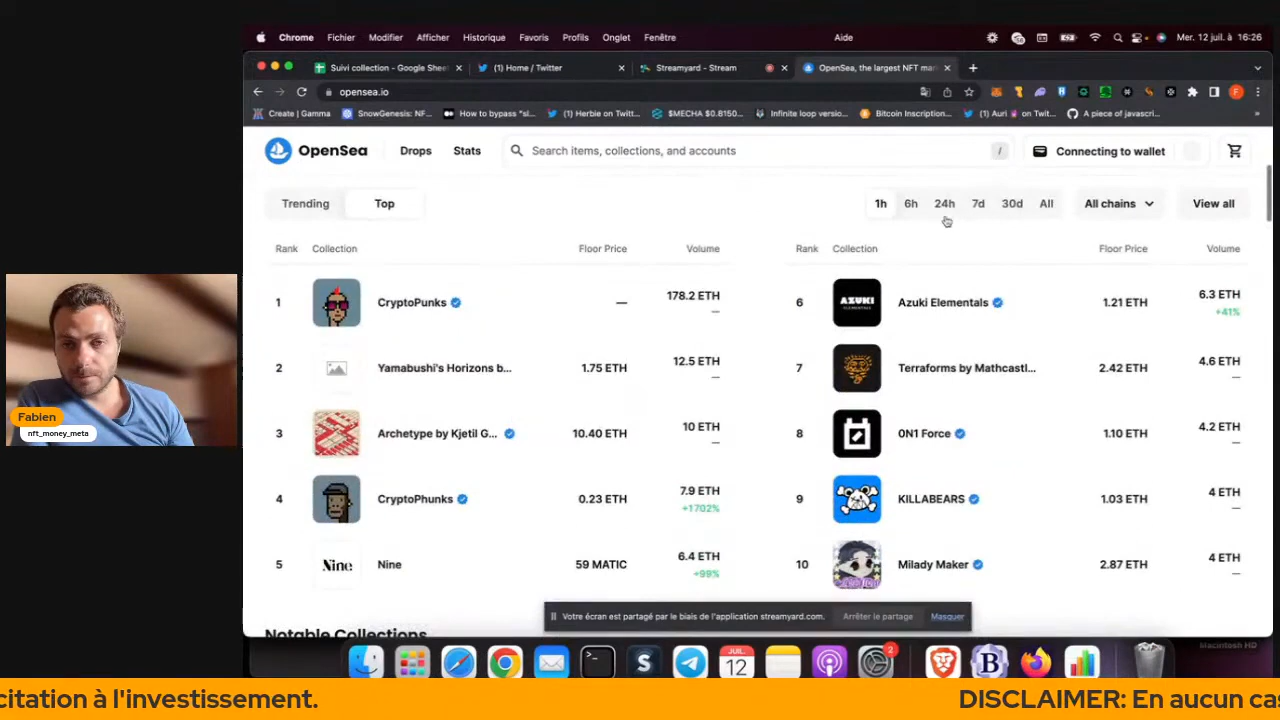 Chrome Fichier Modifier Afficher Historique Favoris Profils Onglet Fenêtre Aide Mer. 12 juil. à 16:26
Suivi collection - Google Shee (1) Home / Twitter Streamyard - Stream OpenSea, the largest NFT mar
opensea.io
Create | Gamma SnowGenesis: NF... How to bypass "sl... (1) Herbie on Twitt... $MECHA $0.8150... Infinite loop versio... Bitcoin Inscription... (1) Auri on Twit... A piece of javascri...
OpenSea Drops Stats Search items, collections, and accounts / Connecting to wallet
Trending Top 1h 6h 24h 7d 30d All All chains View all
Rank Collection Floor Price Volume Rank Collection Floor Price Volume
1 CryptoPunks — 178.2 ETH —
6 AZUKI ELEMENTALS Azuki Elementals 1.21 ETH 6.3 ETH +41%
2 Yamabushi's Horizons b... 1.75 ETH 12.5 ETH —
7 Terraforms by Mathcastl... 2.42 ETH 4.6 ETH —
3 Archetype by Kjetil G... 10.40 ETH 10 ETH —
8 0N1 Force 1.10 ETH 4.2 ETH —
4 CryptoPhunks 0.23 ETH 7.9 ETH +1702%
9 KILLABEARS 1.03 ETH 4 ETH —
5 Nine Nine 59 MATIC 6.4 ETH +99%
10 Milady Maker 2.87 ETH 4 ETH —
Votre écran est partagé par le biais de l'application streamyard.com. Arrêter le partage Masquer
Notable Collections
Macintosh HD
JUIL. 12
2
Fabien
nft_money_meta
citation à l'investissement. DISCLAIMER: En aucun cas